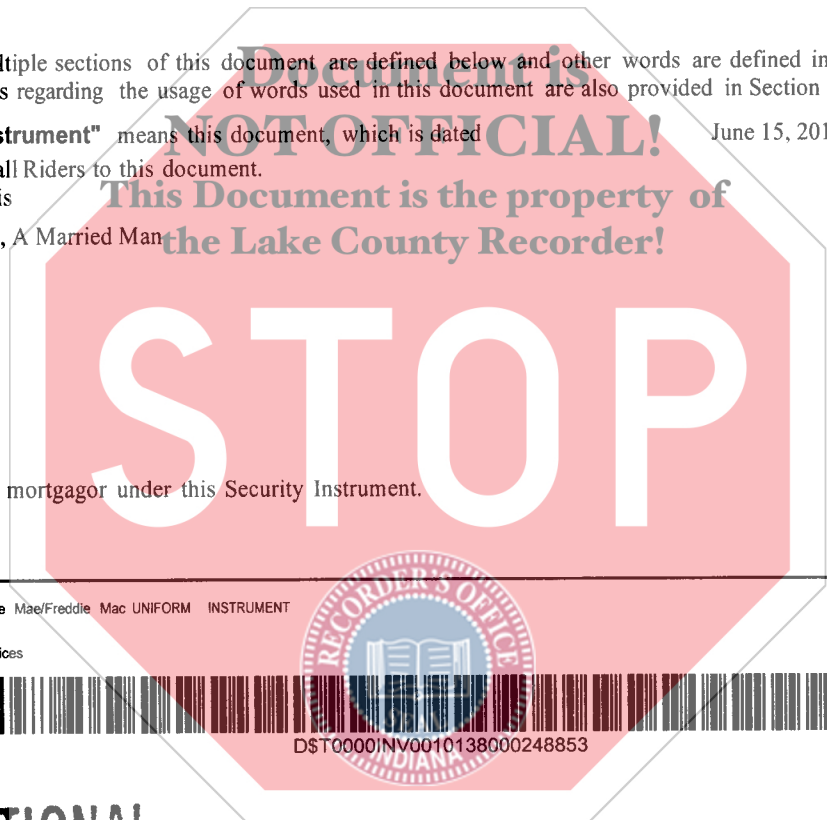 ltiple sections of this document are defined below and other words are defined in
s regarding the usage of words used in this document are also provided in Section
Document is
strument" means this document, which is dated June 15, 201
NOT OFFICIAL!
all Riders to this document.
is
This Document is the property of
, A Married Man
the Lake County Recorder!
STOP
mortgagor under this Security Instrument.
e Mae/Freddie Mac UNIFORM INSTRUMENT
ices
RECORDER'S OFFICE
SEAL
INDIANA
D$T0000INV0010138000248853
TIONAL